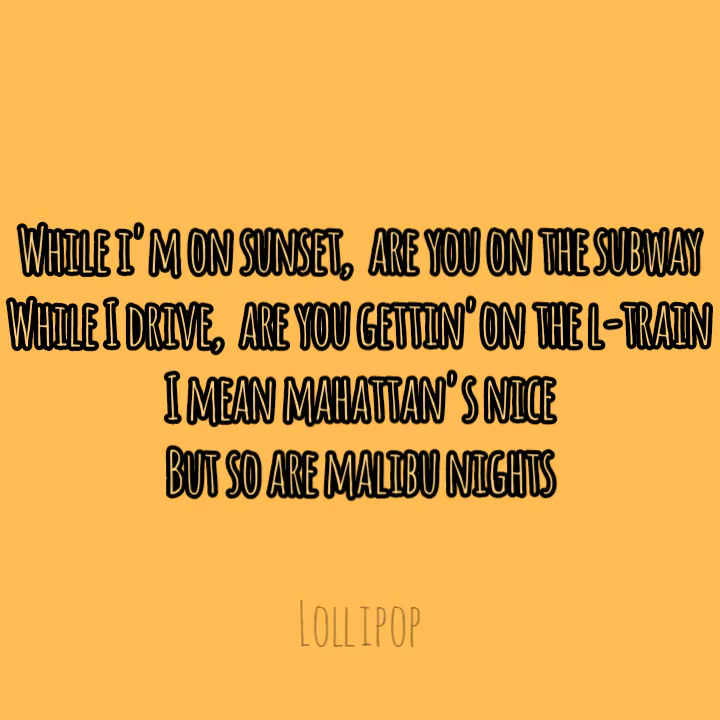 While i'm on sunset, are you on the subway
While I drive, are you gettin' on the l-train
I mean mahattan's nice
But so are malibu nights
Lollipop